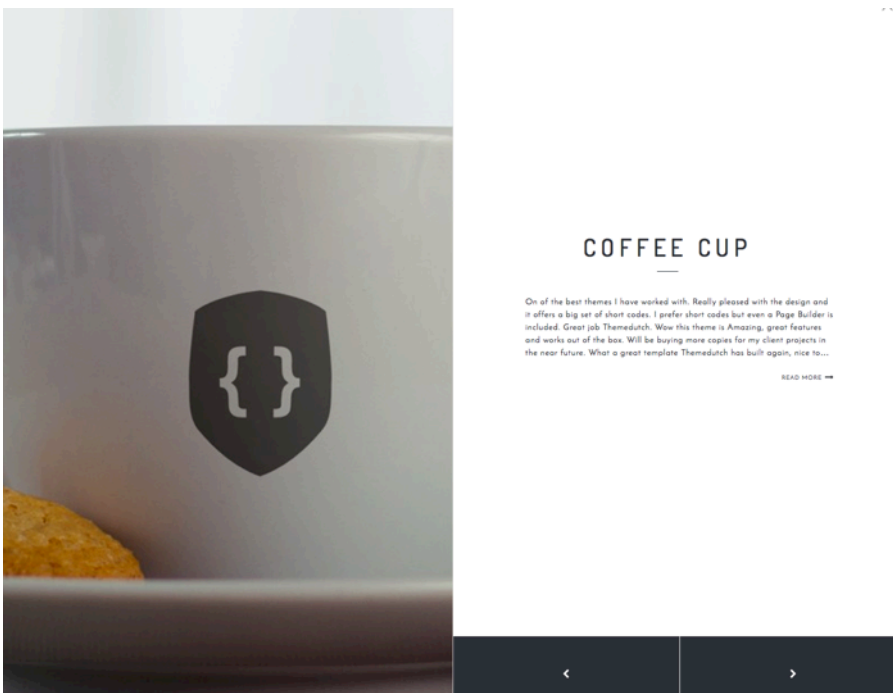 { }
COFFEE CUP
On of the best themes I have worked with. Really pleased with the design and
it offers a big set of short codes. I prefer short codes but even a Page Builder is
included. Great job Themedutch. Wow this theme is Amazing, great features
and works out of the box. Will be buying more copies for my client projects in
the near future. What a great template Themedutch has built again, nice to...
READ MORE